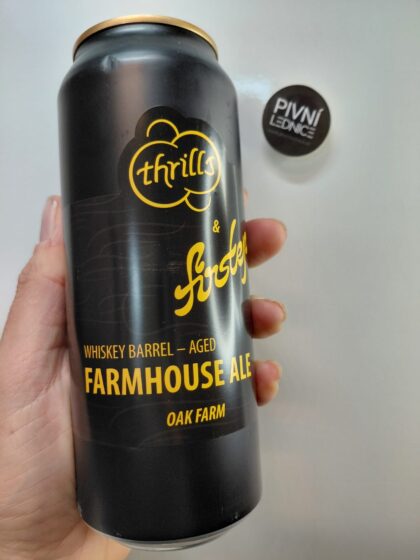 thrills
&
WHISKEY BARREL – AGED
FARMHOUSE ALE
OAK FARM
PIVNÍ
LEDNICE